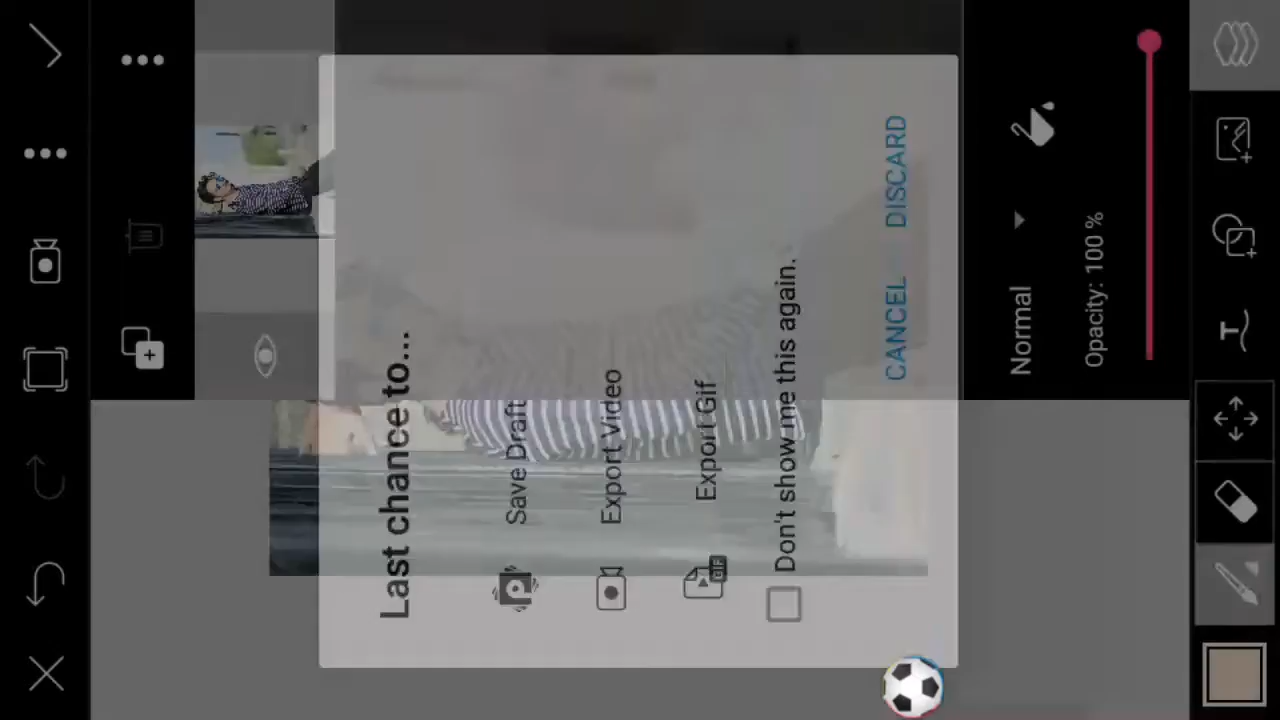 Last chance to...
Save Draft
Export Video
GIF
Export Gif
Don't show me this again.
CANCEL DISCARD
Normal
Opacity: 100 %
T